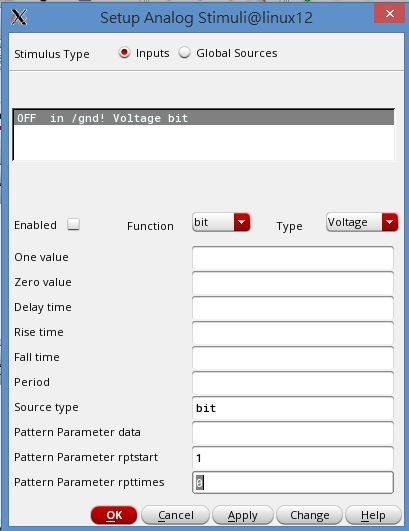 Setup Analog Stimuli@linux12
Stimulus Type Inputs Global Sources
OFF in /gnd! Voltage bit
Enabled Function bit Type Voltage
One value
Zero value
Delay time
Rise time
Fall time
Period
Source type bit
Pattern Parameter data
Pattern Parameter rptstart 1
Pattern Parameter rpttimes 0
OK Cancel Apply Change Help